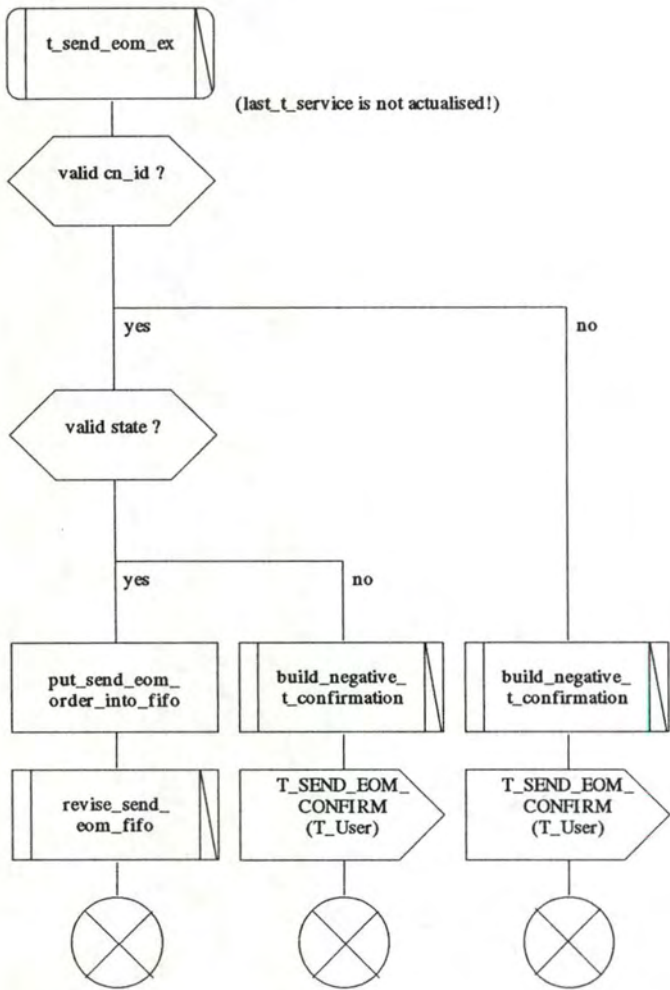 t_send_eom_ex
(last_t_service is not actualised!)
valid cn_id ?
yes
no
valid state ?
yes
no
put_send_eom_
order_into_fifo
build_negative_
t_confirmation
build_negative_
t_confirmation
revise_send_
eom_fifo
T_SEND_EOM_
CONFIRM
(T_User)
T_SEND_EOM_
CONFIRM
(T_User)